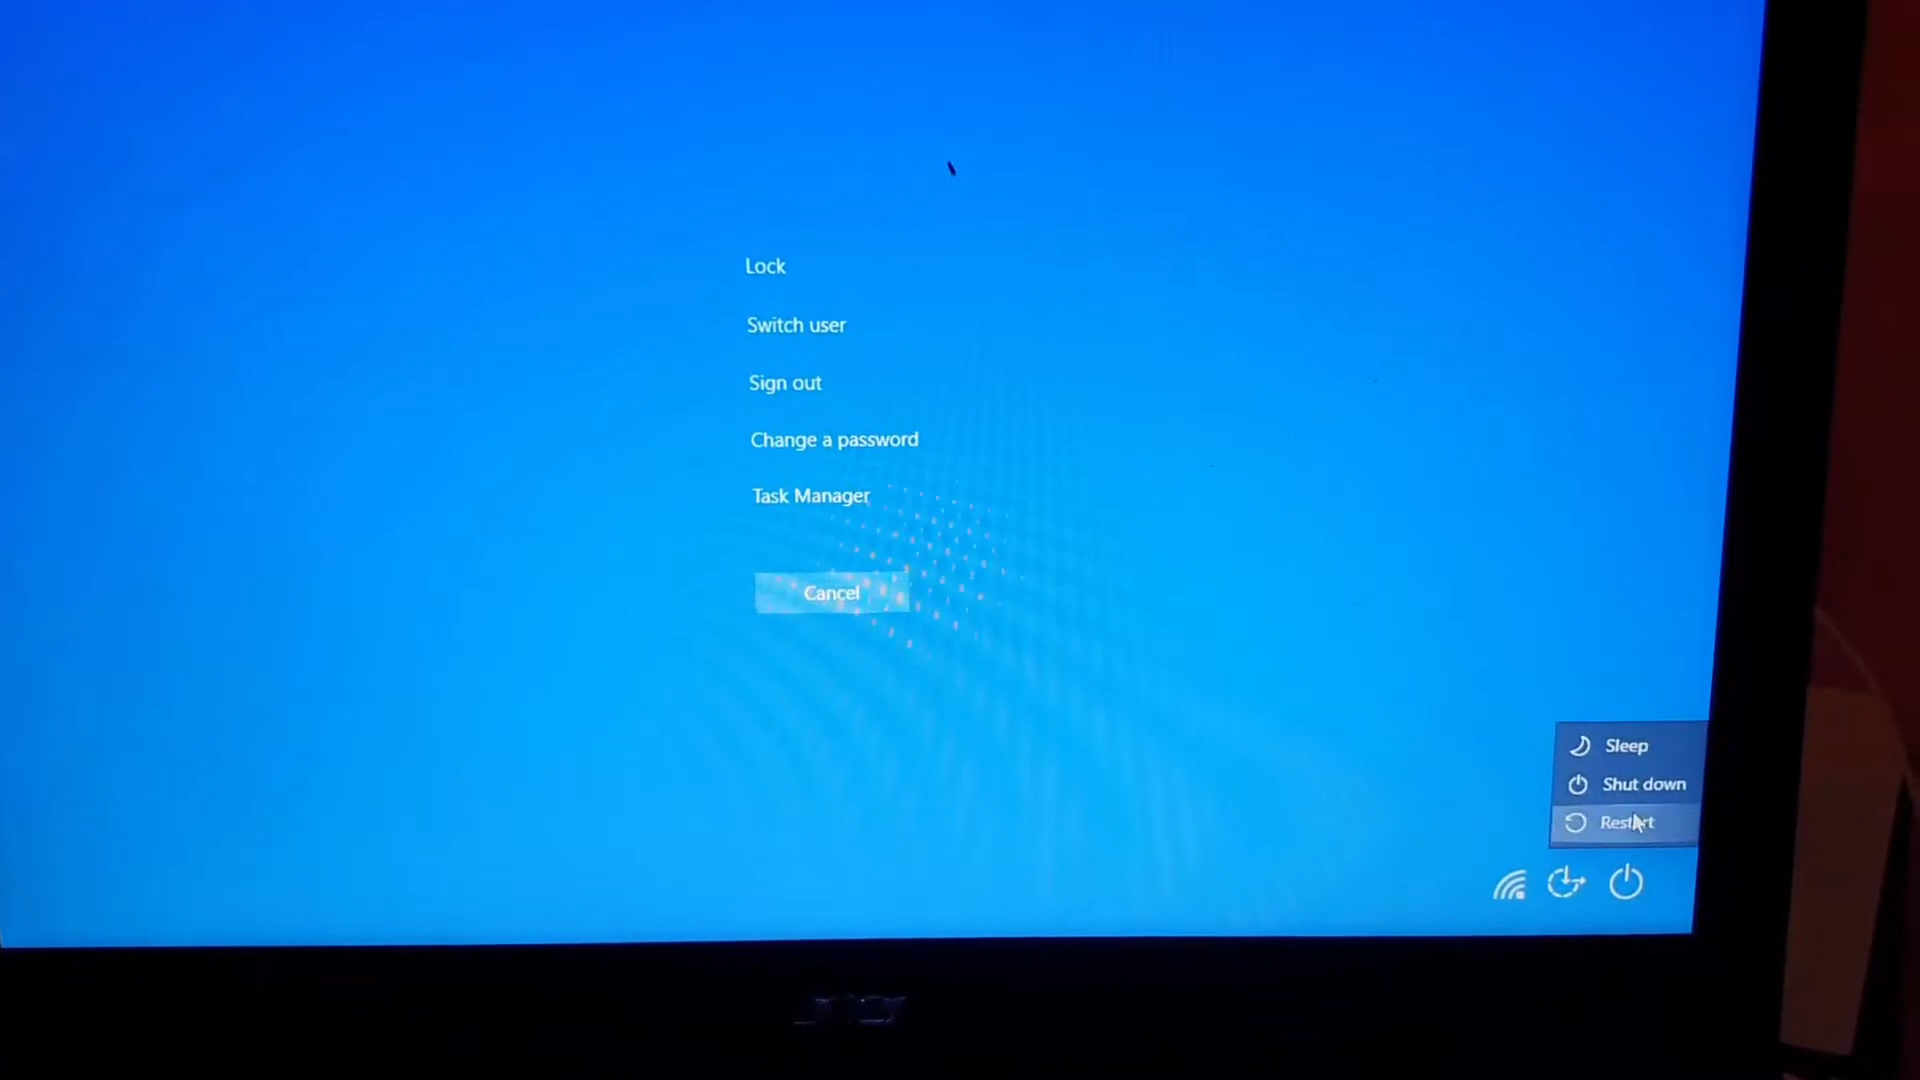 Lock
Switch user
Sign out
Change a password
Task Manager
Cancel
Sleep
Shut down
Restart